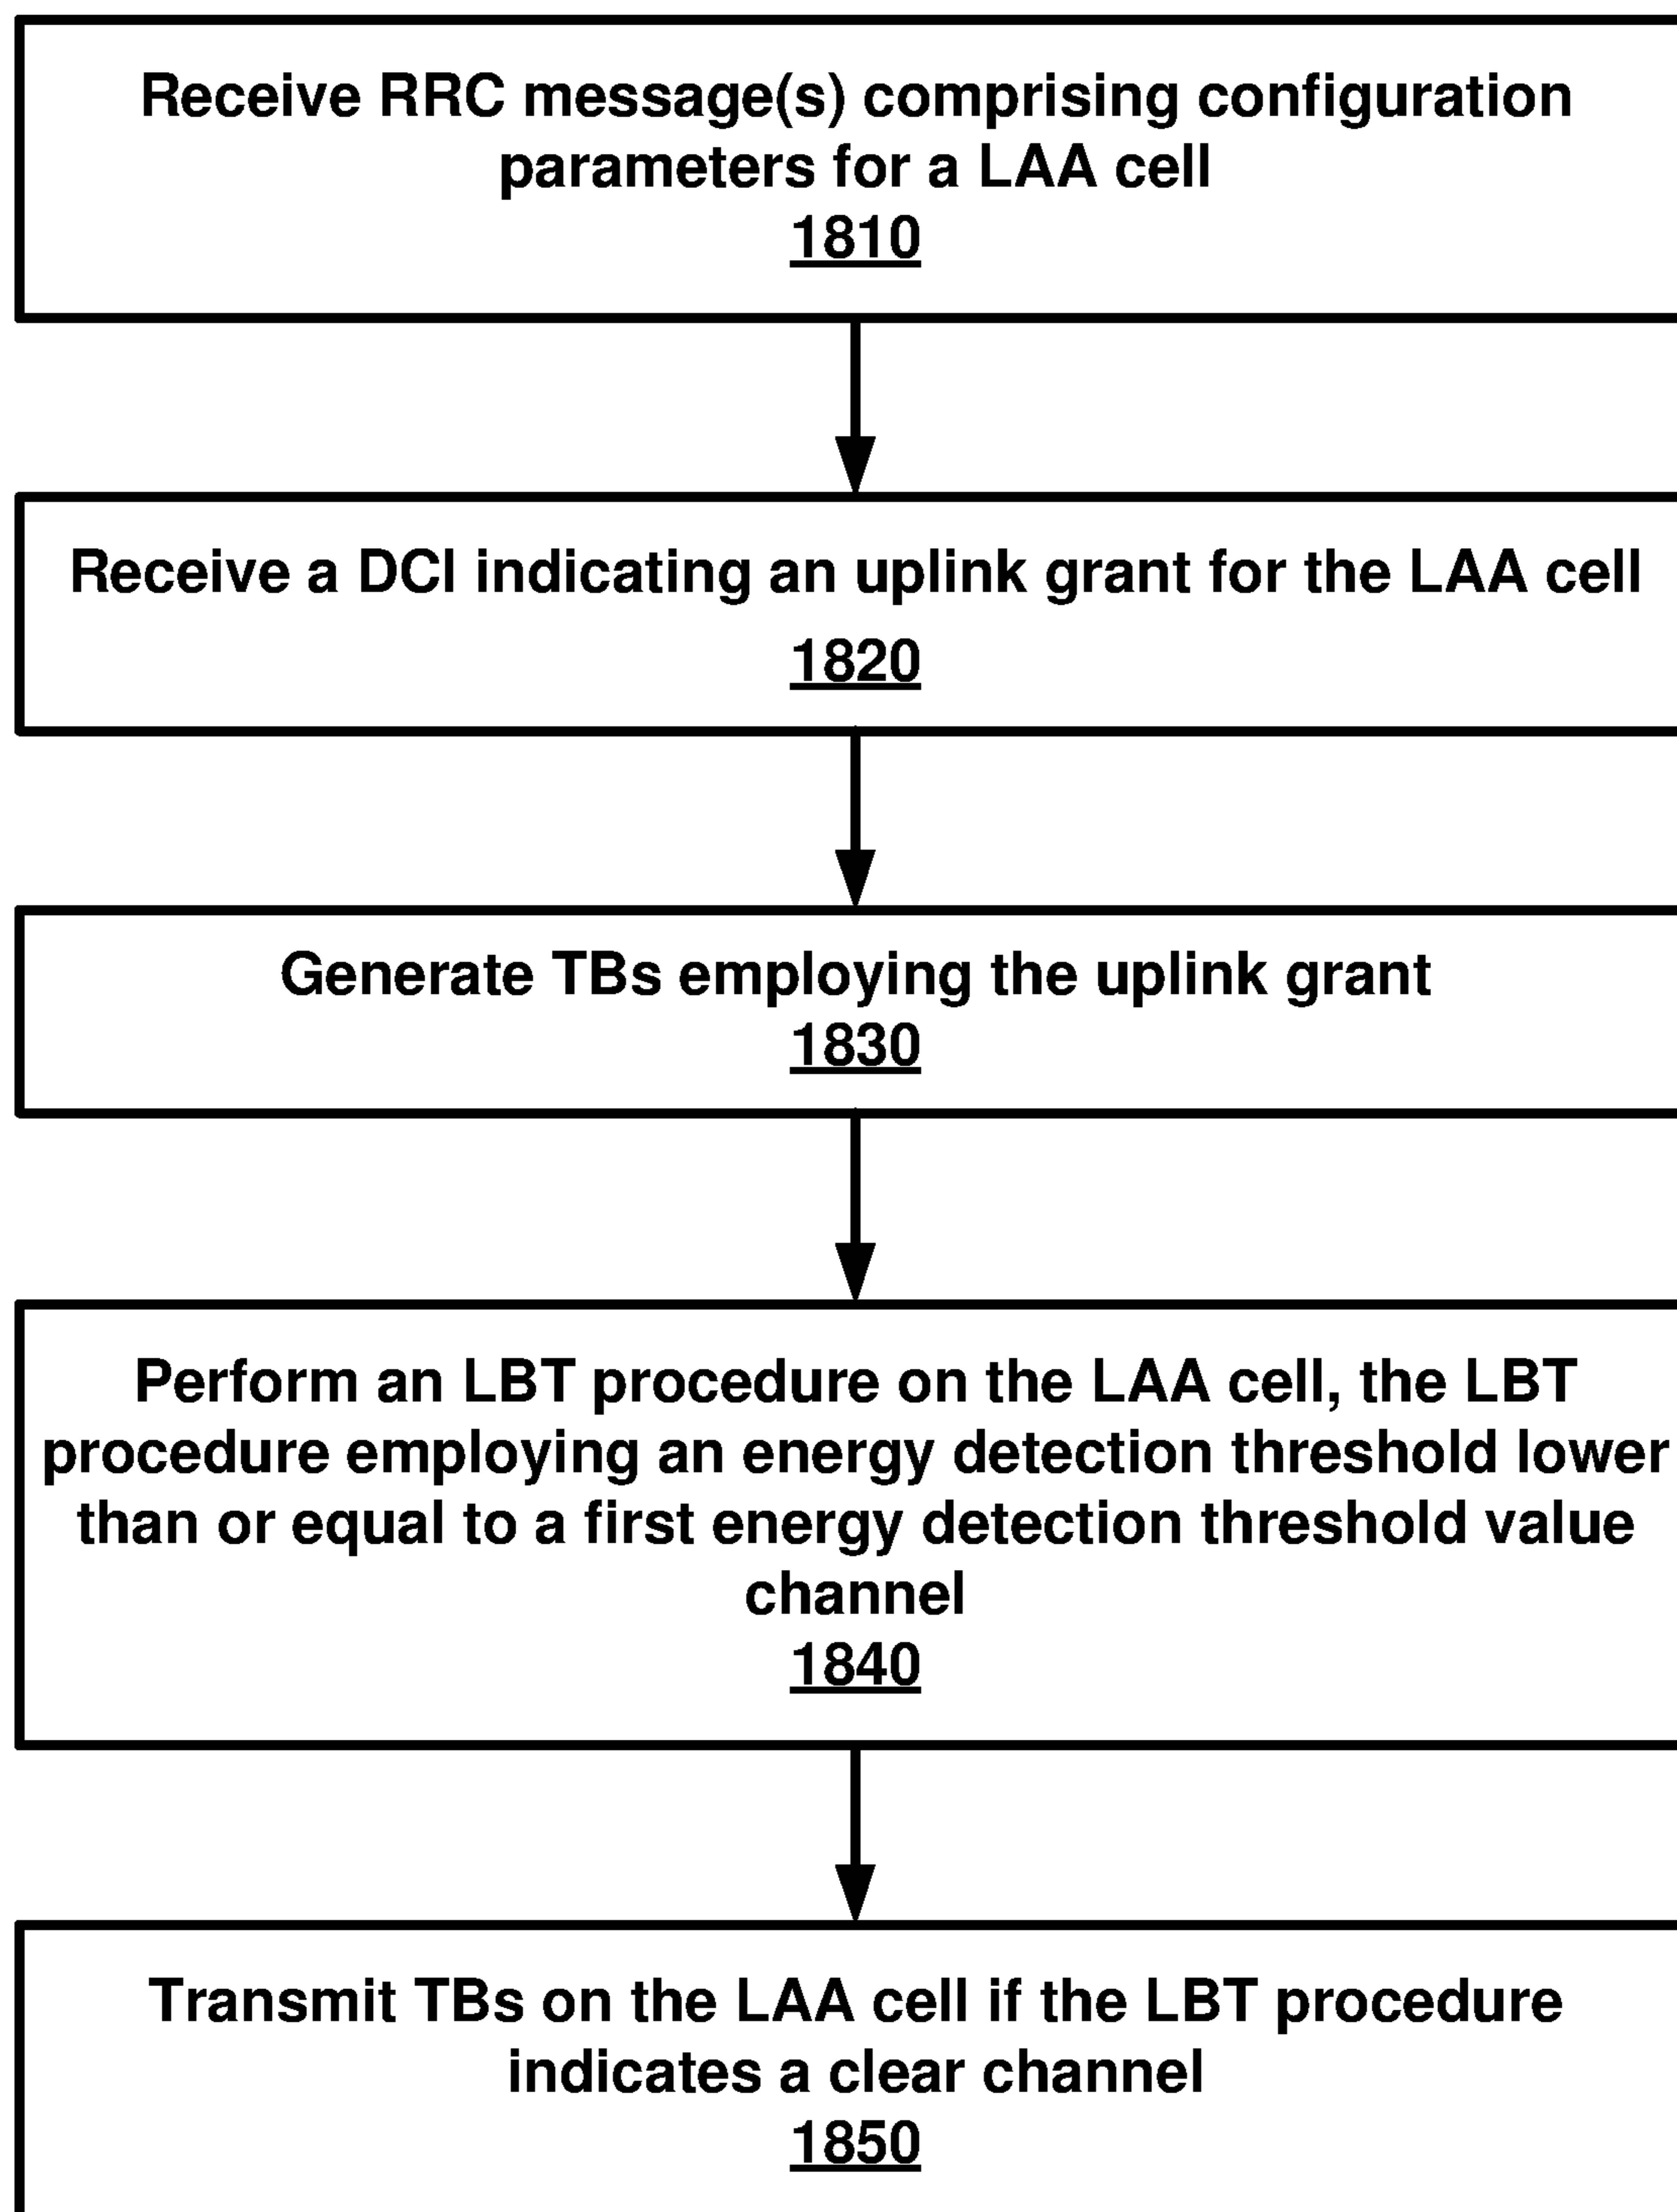 Receive RRC message(s) comprising configuration
parameters for a LAA cell
1810
Receive a DCI indicating an uplink grant for the LAA cell
1820
Generate TBs employing the uplink grant
1830
Perform an LBT procedure on the LAA cell, the LBT
procedure employing an energy detection threshold lower
than or equal to a first energy detection threshold value
channel
1840
Transmit TBs on the LAA cell if the LBT procedure
indicates a clear channel
1850